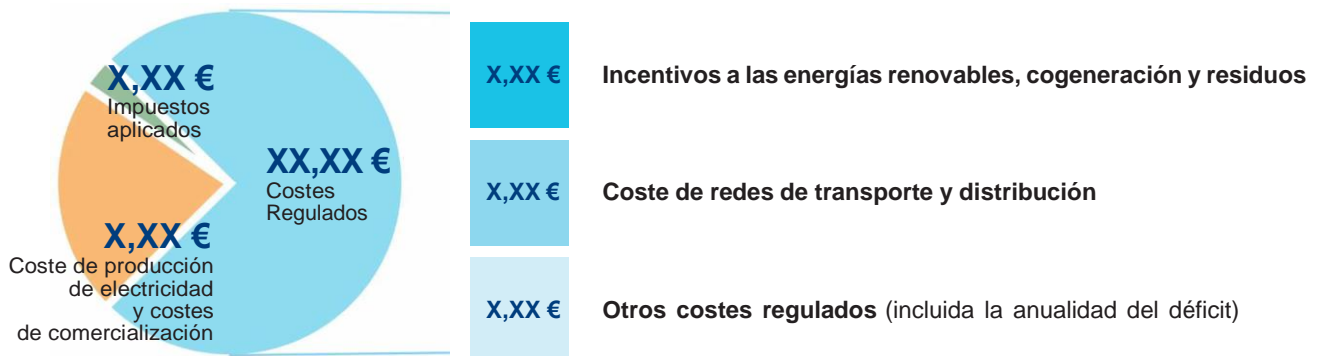 X,XX €
Impuestos
aplicados
XX,XX €
Costes
Regulados
X,XX €
Coste de producción
de electricidad
y costes
de comercialización
X,XX € Incentivos a las energías renovables, cogeneración y residuos
X,XX € Coste de redes de transporte y distribución
X,XX € Otros costes regulados (incluida la anualidad del déficit)